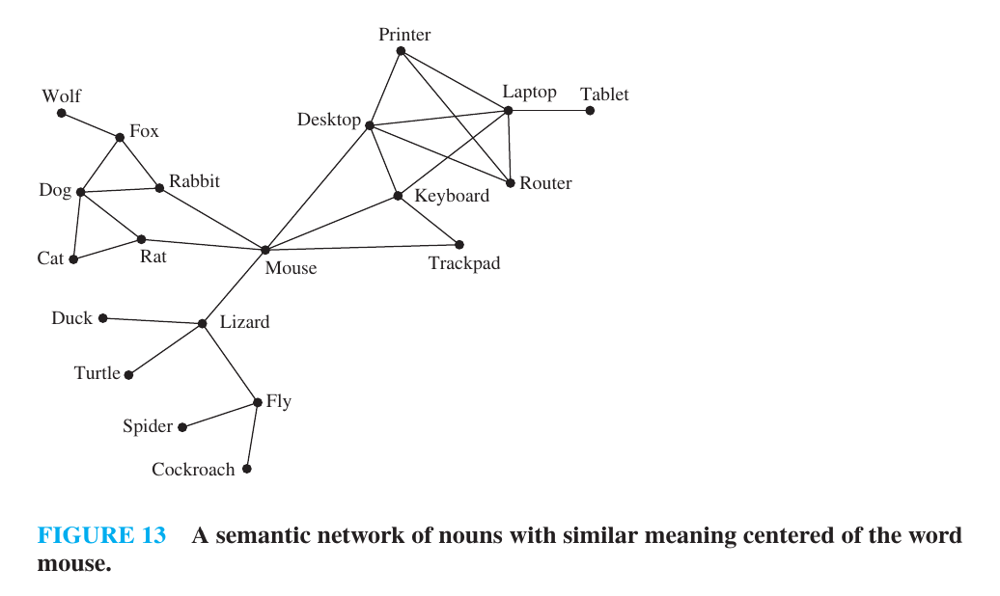 Printer
Wolf
Laptop
Tablet
Desktop
Fox
Dog
Rabbit
Router
Keyboard
Cat
Rat
Mouse
Trackpad
Duck
Lizard
Turtle
Fly
Spider
Cockroach
FIGURE 13 A semantic network of nouns with similar meaning centered of the word
mouse.